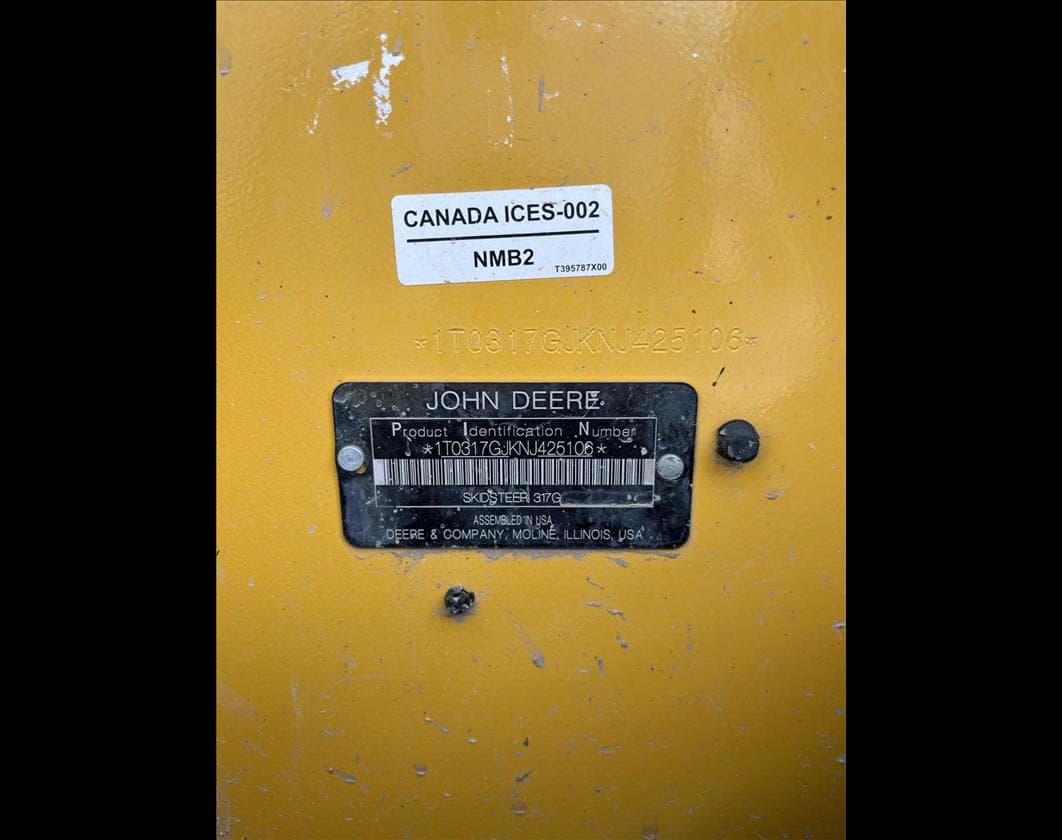 CANADA ICES-002
NMB2
T395787X00
*1T0317GJKNJ425106*
JOHN DEERE
Product Identification Number
*1T0317GJKNJ425106*
SKIDSTEER 317G
ASSEMBLED IN USA
DEERE & COMPANY, MOLINE, ILLINOIS, USA